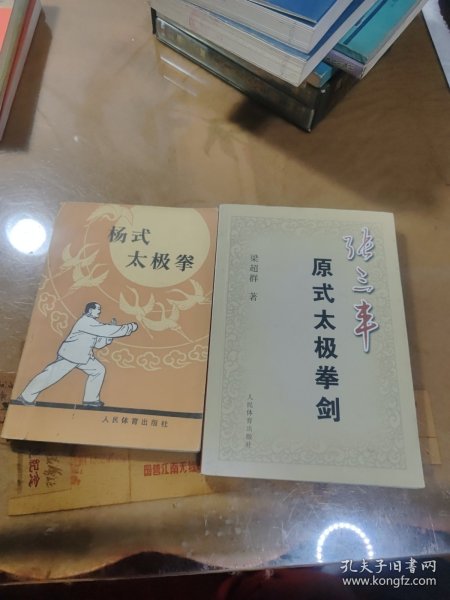 杨式
太极拳
人民体育出版社
张三丰
原式太极拳剑
梁超群 著
人民体育出版社
孔夫子旧书网
www.kongfz.com